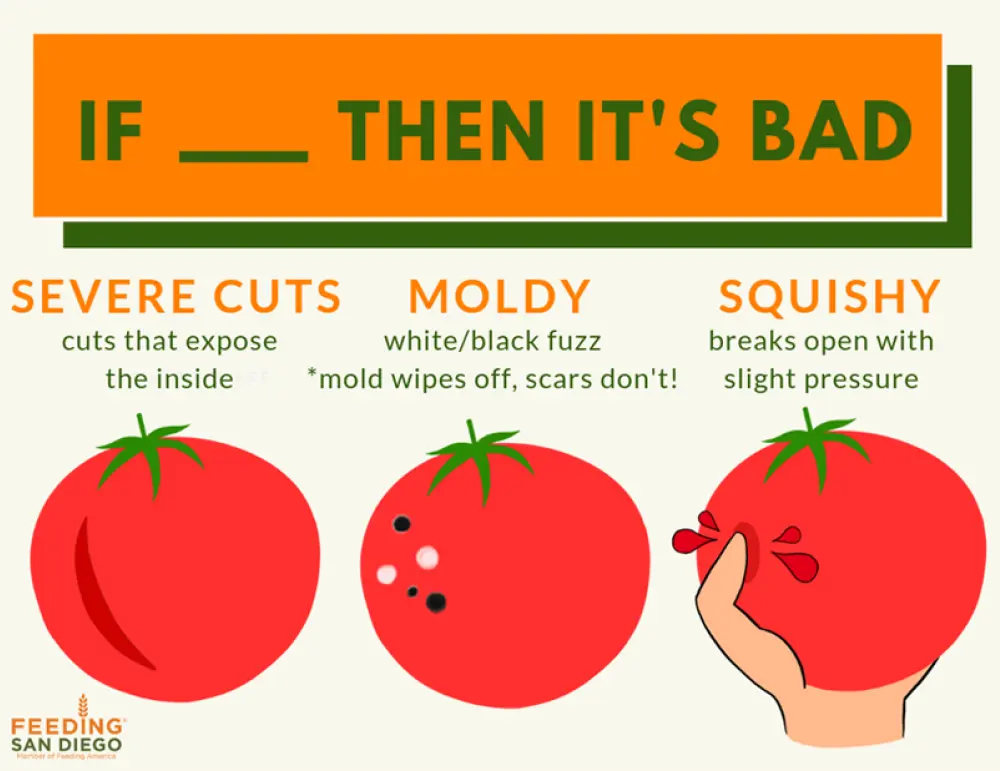 IF ___ THEN IT'S BAD
SEVERE CUTS
cuts that expose
the inside
MOLDY
white/black fuzz
*mold wipes off, scars don't!
SQUISHY
breaks open with
slight pressure
FEEDING
SAN DIEGO
Member of Feeding America